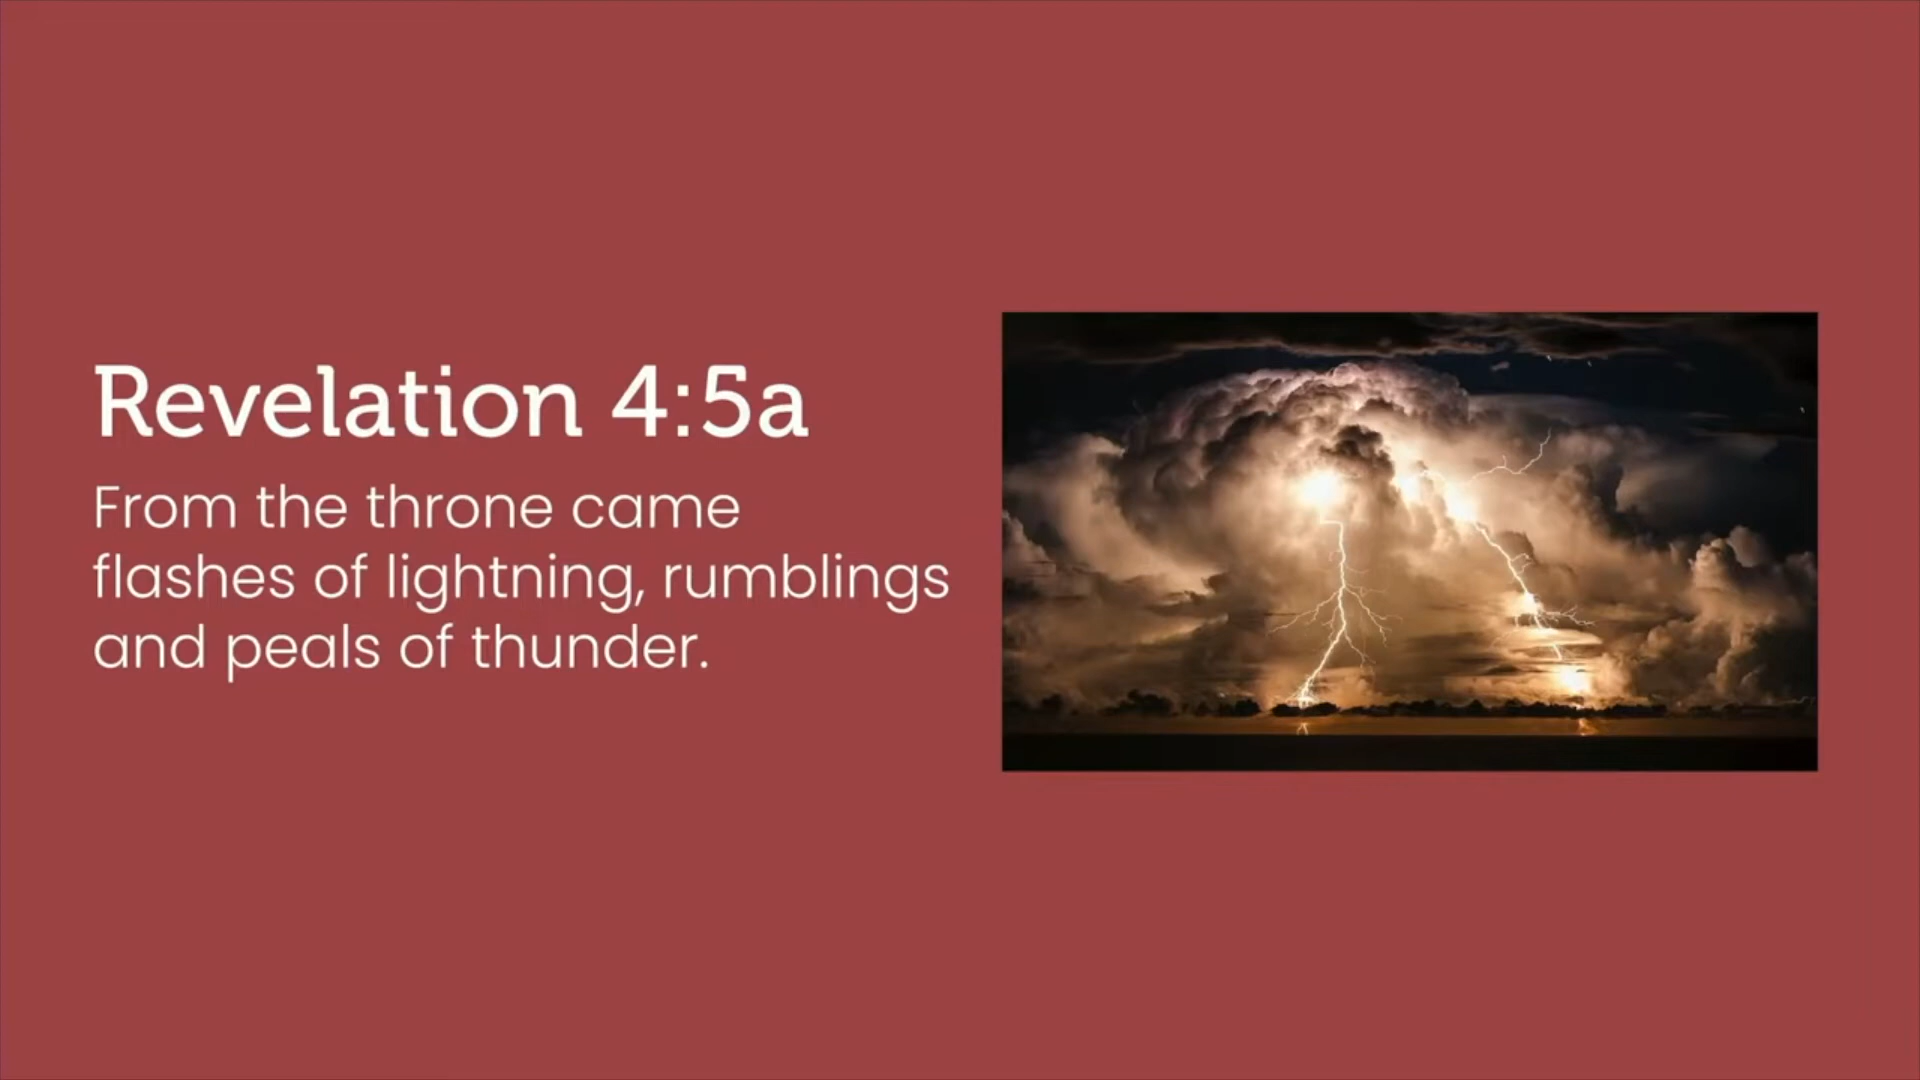 Revelation 4:5a
From the throne came
flashes of lightning, rumblings
and peals of thunder.